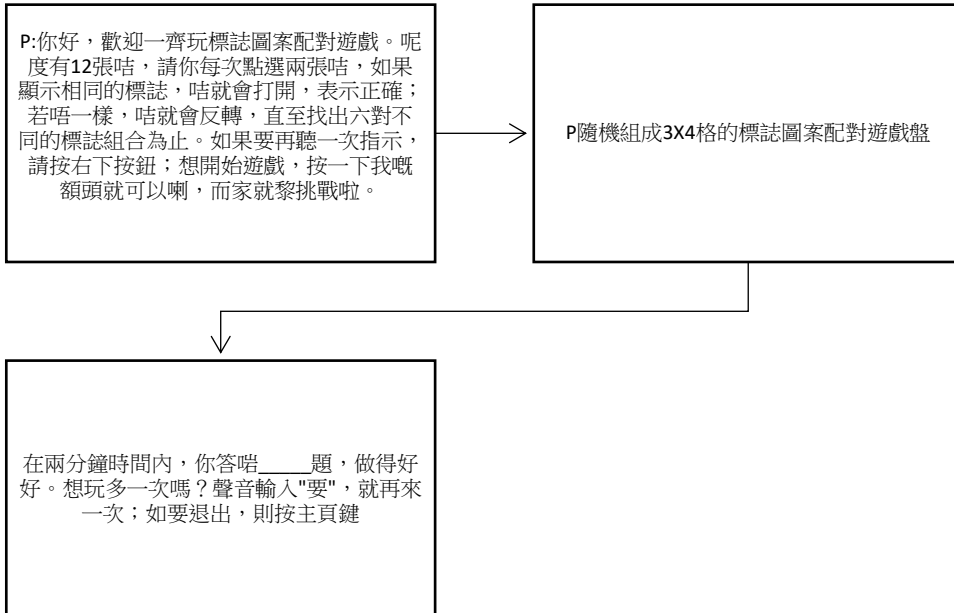 P:你好，歡迎一齊玩標誌圖案配對遊戲。呢
度有12張咭，請你每次點選兩張咭，如果
顯示相同的標誌，咭就會打開，表示正確；
若唔一樣，咭就會反轉，直至找出六對不
同的標誌組合為止。如果要再聽一次指示，
請按右下按鈕；想開始遊戲，按一下我嘅
額頭就可以喇，而家就黎挑戰啦。
P隨機組成3X4格的標誌圖案配對遊戲盤
在兩分鐘時間內，你答啱_____題，做得好
好。想玩多一次嗎？聲音輸入"要"，就再來
一次；如要退出，則按主頁鍵